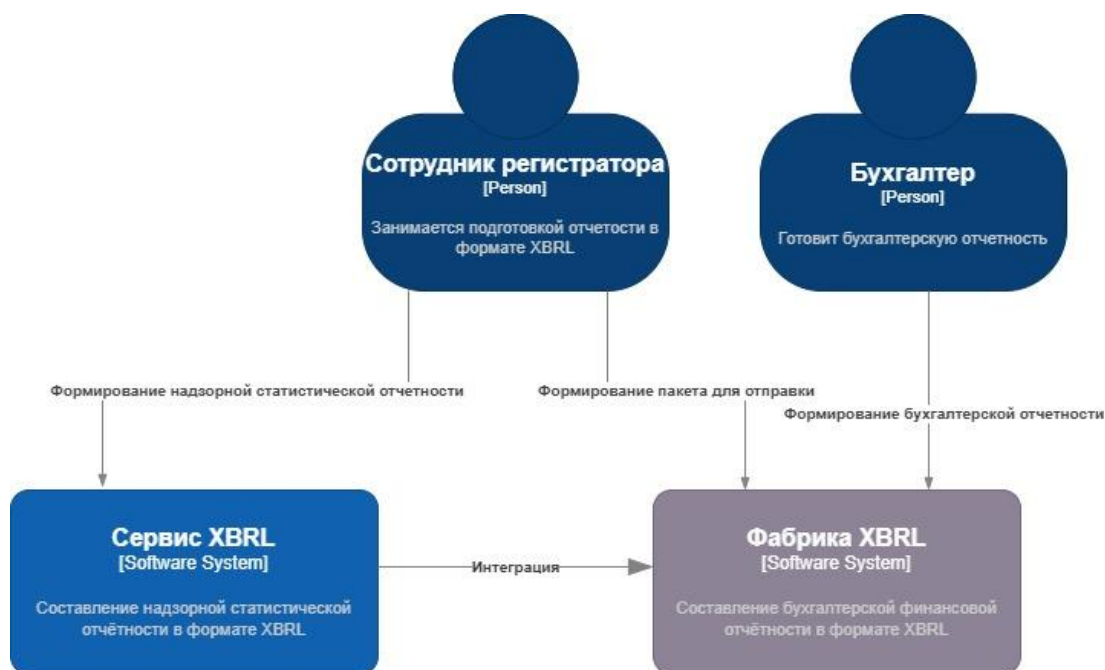 Сотрудник регистратора
[Person]
Занимается подготовкой отчетости в
формате XBRL
Бухгалтер
[Person]
Готит бухгалтерскую отчетность
Формирование надзорной статистической отчетности
Формирование пакета для отправки
Формирование бухгалтерской отчетности
Сервис XBRL
[Software System]
Составление надзорной статистической
отчётности в формате XBRL
Интеграция
Фабрика XBRL
[Software System]
Составление бухгалтерской финансовой
отчётности в формате XBRL